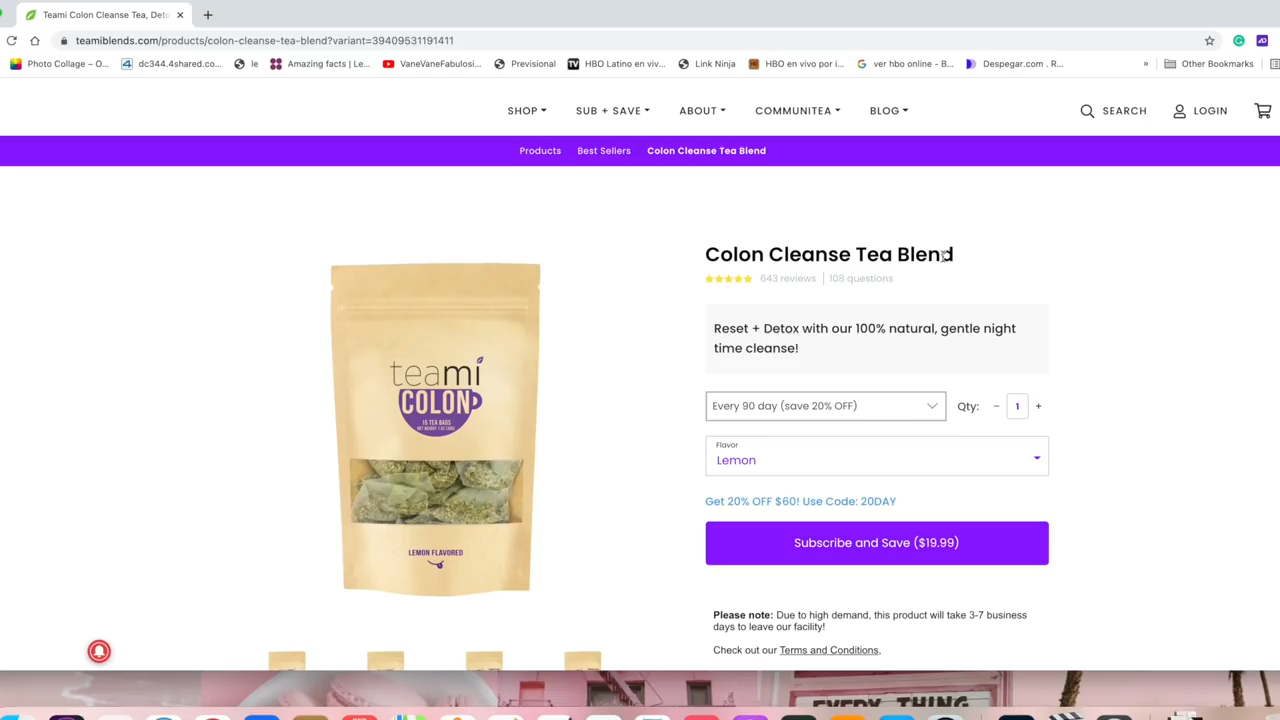 Teami Colon Cleanse Tea, Deto
teamiblends.com/products/colon-cleanse-tea-blend?variant=39409531191411
Photo Collage – O... dc344.4shared.co... le Amazing facts | Le... VaneVaneFabulosi... Previsional HBO Latino en viv... Link Ninja HBO en vivo por i... ver hbo online - B... Despegar.com . R... » Other Bookmarks
SHOP SUB + SAVE ABOUT COMMUNITEA BLOG SEARCH LOGIN
Products Best Sellers Colon Cleanse Tea Blend
Colon Cleanse Tea Blend
643 reviews 108 questions
Reset + Detox with our 100% natural, gentle night
time cleanse!
Every 90 day (save 20% OFF) Qty: − 1 +
Flavor
Lemon
Get 20% OFF $60! Use Code: 20DAY
Subscribe and Save ($19.99)
Please note: Due to high demand, this product will take 3-7 business
days to leave our facility!
Check out our Terms and Conditions.
teami
COLON
15 TEA BAGS
LEMON FLAVORED
EVERY THING